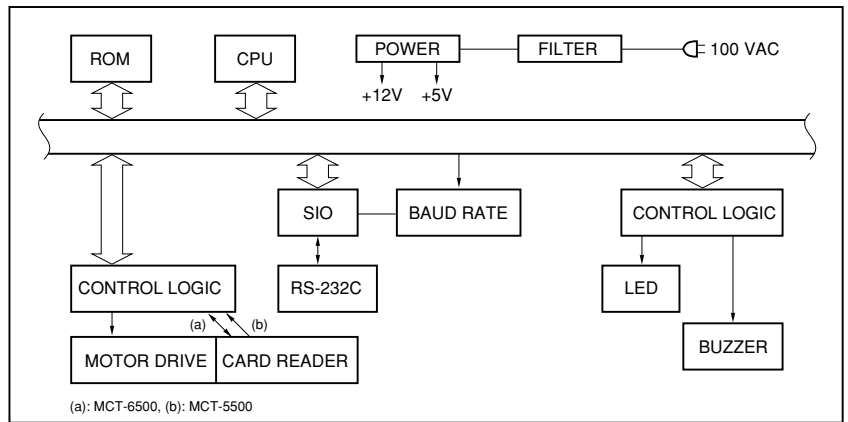 ROM
CPU
POWER
FILTER
100 VAC
+12V
+5V
SIO
BAUD RATE
CONTROL LOGIC
CONTROL LOGIC
RS-232C
LED
(a)
(b)
MOTOR DRIVE
CARD READER
BUZZER
(a): MCT-6500, (b): MCT-5500